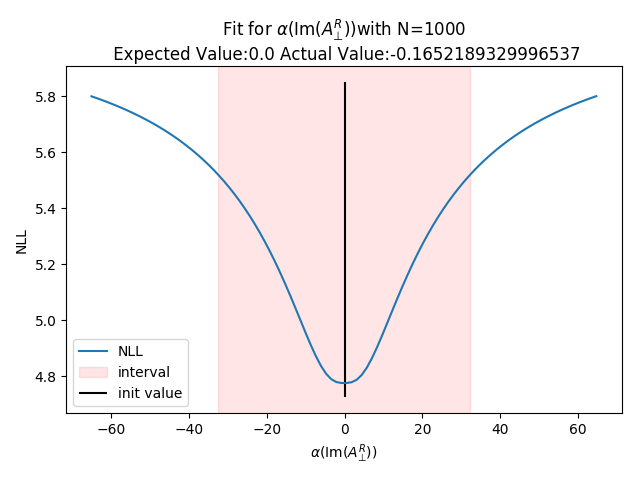 Fit for α(Im(A_⊥^R))with N=1000
Expected Value:0.0 Actual Value:-0.1652189329996537
5.8
5.6
5.4
5.2
5.0
4.8
NLL
NLL
interval
init value
−60 −40 −20 0 20 40 60
α(Im(A_⊥^R))